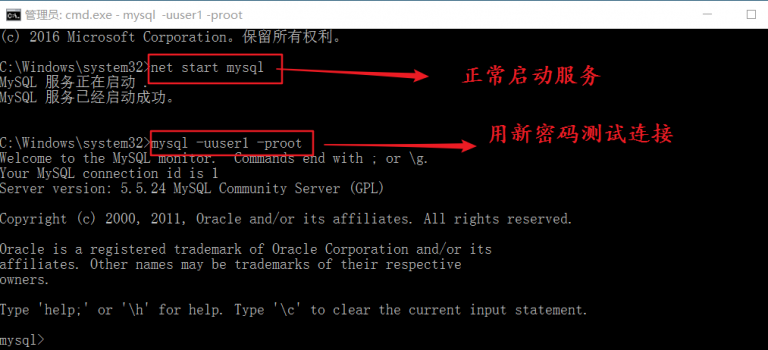 管理员: cmd.exe - mysql -uuser1 -proot
(c) 2016 Microsoft Corporation。保留所有权利。
C:\Windows\system32>net start mysql
MySQL 服务正在启动 .
MySQL 服务已经启动成功。
正常启动服务
C:\Windows\system32>mysql -uuser1 -proot
用新密码测试连接
Welcome to the MySQL monitor.  Commands end with ; or \g.
Your MySQL connection id is 1
Server version: 5.5.24 MySQL Community Server (GPL)
Copyright (c) 2000, 2011, Oracle and/or its affiliates. All rights reserved.
Oracle is a registered trademark of Oracle Corporation and/or its
affiliates. Other names may be trademarks of their respective
owners.
Type 'help;' or '\h' for help. Type '\c' to clear the current input statement.
mysql>